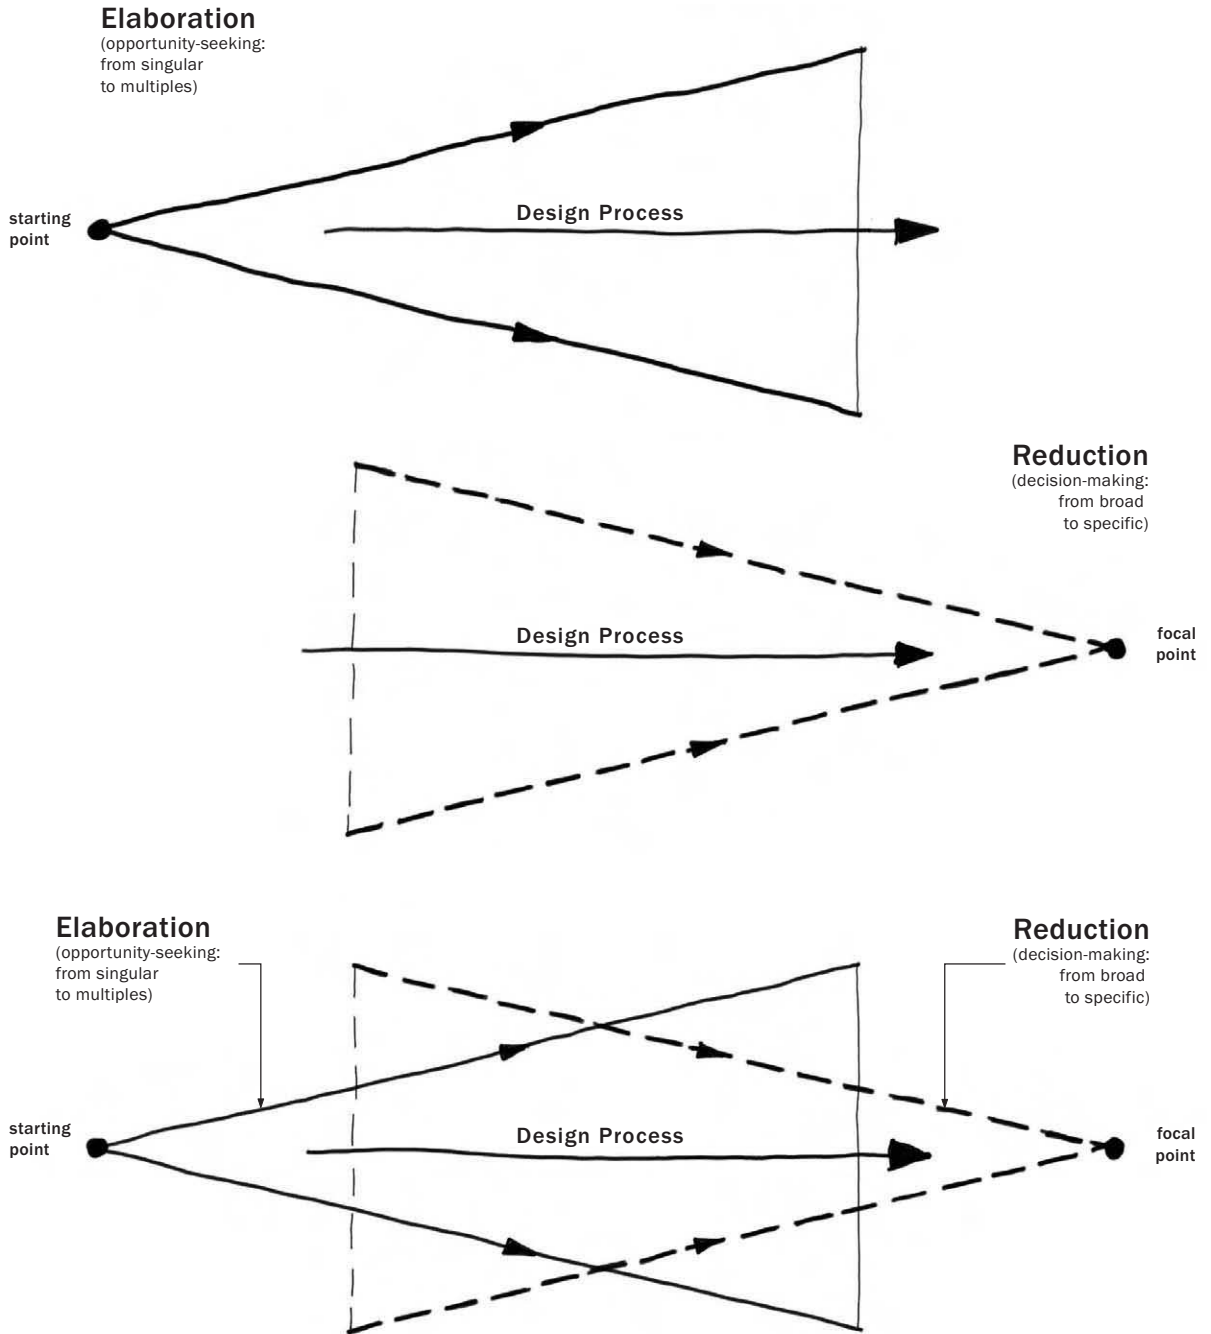 Elaboration
(opportunity-seeking:
from singular
to multiples)
starting
point
Design Process
Reduction
(decision-making:
from broad
to specific)
Design Process
focal
point
Elaboration
(opportunity-seeking:
from singular
to multiples)
Reduction
(decision-making:
from broad
to specific)
starting
point
Design Process
focal
point